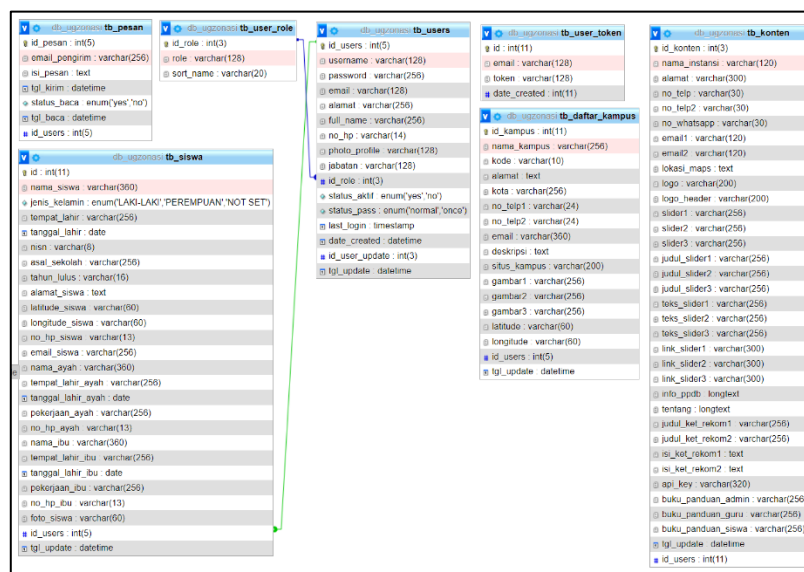 db_ugzonasi tb_pesan
id_pesan : int(5)
email_pongirim : varchar(256)
isi_pesan : text
tgl_kirim : datetime
status_baca : enum('yes','no')
tgl_baca : datetime
id_users : int(5)
db_ugzonasi tb_user_role
id_role : int(3)
role : varchar(128)
sort_name : varchar(20)
db_ugzonasi tb_users
id_users : int(5)
username : varchar(128)
password : varchar(256)
email : varchar(128)
alamat : varchar(256)
full_name : varchar(256)
no_hp : varchar(14)
photo_profile : varchar(128)
jabatan : varchar(128)
id_role : int(3)
status_aktif : enum('yes','no')
status_pass : enum('normal','once')
last_login : timestamp
date_created : datetime
id_user_update : int(3)
tgl_update : datetime
db_ugzonasi tb_user_token
id : int(11)
email : varchar(128)
token : varchar(128)
date_created : int(11)
db_ugzonasi tb_daftar_kampus
id_kampus : int(11)
nama_kampus : varchar(256)
kode : varchar(10)
alamat : text
kota : varchar(256)
no_telp1 : varchar(24)
no_telp2 : varchar(24)
email : varchar(360)
deskripsi : text
situs_kampus : varchar(200)
gambar1 : varchar(256)
gambar2 : varchar(256)
gambar3 : varchar(256)
latitude : varchar(60)
longitude : varchar(60)
id_users : int(5)
tgl_update : datetime
db_ugzonasi tb_konten
id_konten : int(3)
nama_instansi : varchar(120)
alamat : varchar(300)
no_telp : varchar(30)
no_telp2 : varchar(30)
no_whatsapp : varchar(30)
email1 : varchar(120)
email2 : varchar(120)
lokasi_maps : text
logo : varchar(200)
logo_header : varchar(200)
slider1 : varchar(256)
slider2 : varchar(256)
slider3 : varchar(256)
judul_slider1 : varchar(256)
judul_slider2 : varchar(256)
judul_slider3 : varchar(256)
teks_slider1 : varchar(256)
teks_slider2 : varchar(256)
teks_slider3 : varchar(256)
link_slider1 : varchar(300)
link_slider2 : varchar(300)
link_slider3 : varchar(300)
info_ppdb : longtext
tentang : longtext
judul_ket_rekom1 : varchar(256)
judul_ket_rekom2 : varchar(256)
isi_ket_rekom1 : text
isi_ket_rekom2 : text
api_key : varchar(320)
buku_panduan_admin : varchar(256
buku_panduan_guru : varchar(256)
buku_panduan_siswa : varchar(256)
tgl_update : datetime
id_users : int(11)
db_ugzonasi tb_siswa
id : int(11)
nama_siswa : varchar(360)
jenis_kelamin : enum('LAKI-LAKI','PEREMPUAN','NOT SET')
tempat_lahir : varchar(256)
tanggal_lahir : date
nisn : varchar(8)
asal_sekolah : varchar(256)
tahun_lulus : varchar(16)
alamat_siswa : text
latitude_siswa : varchar(60)
longitude_siswa : varchar(60)
no_hp_siswa : varchar(13)
email_siswa : varchar(256)
nama_ayah : varchar(360)
tempat_lahir_ayah : varchar(256)
tanggal_lahir_ayah : date
pekerjaan_ayah : varchar(256)
no_hp_ayah : varchar(13)
nama_ibu : varchar(360)
tempat_lahir_ibu : varchar(256)
tanggal_lahir_ibu : date
pekerjaan_ibu : varchar(256)
no_hp_ibu : varchar(13)
foto_siswa : varchar(60)
id_users : int(5)
tgl_update : datetime